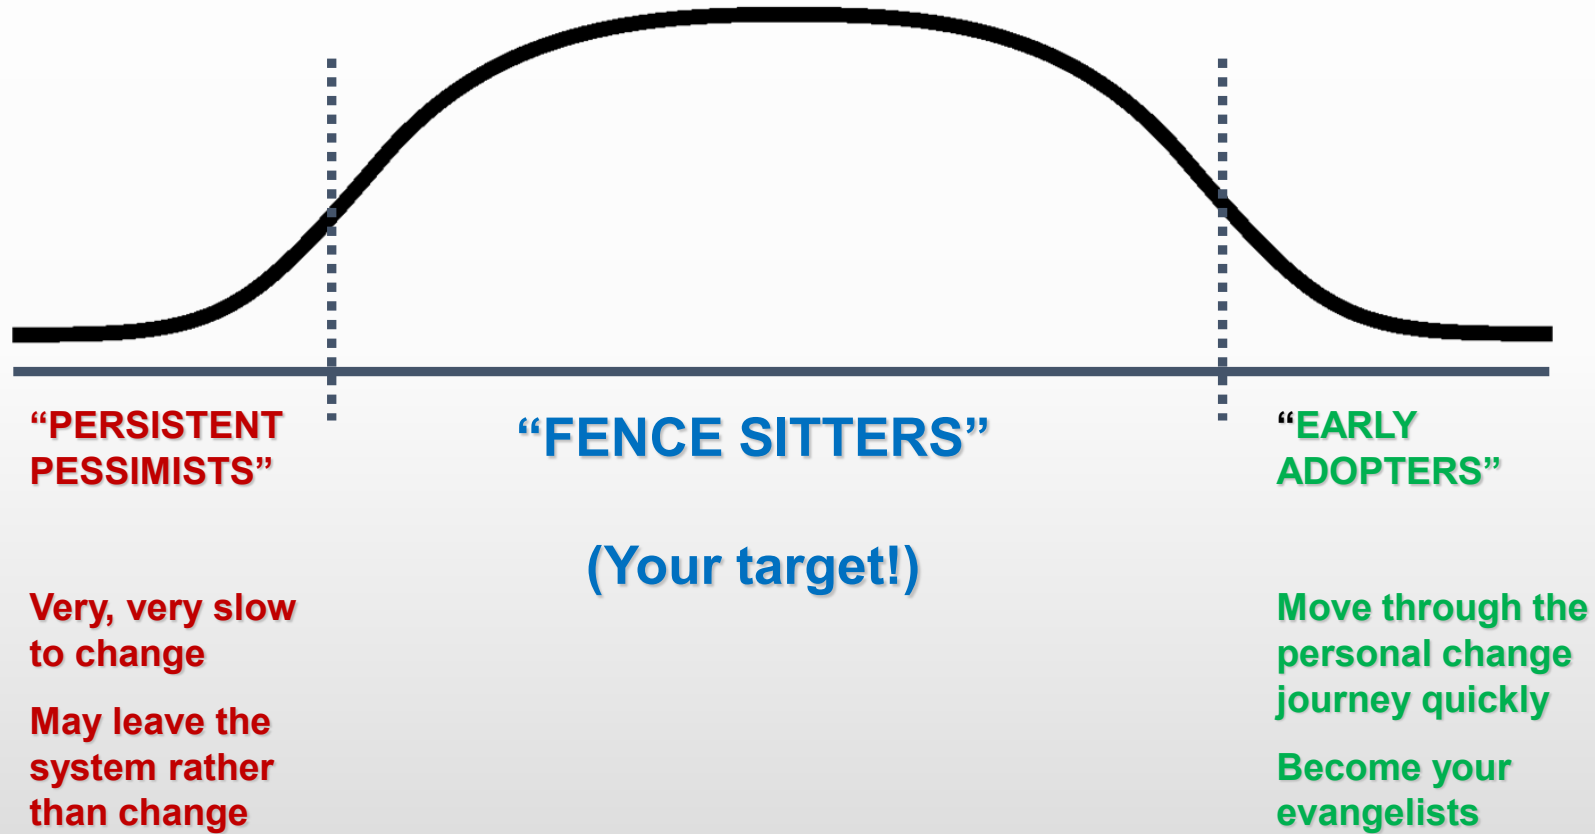 “PERSISTENT
PESSIMISTS”
“FENCE SITTERS”
“EARLY
ADOPTERS”
(Your target!)
Very, very slow
to change
May leave the
system rather
than change
Move through the
personal change
journey quickly
Become your
evangelists